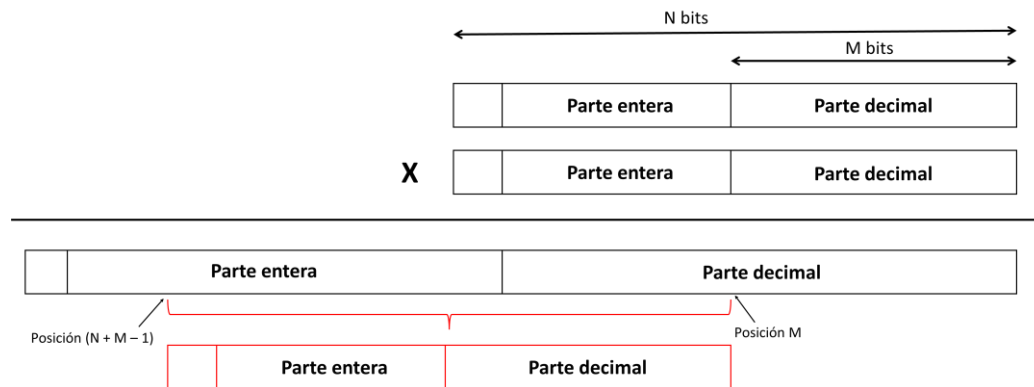 N bits
M bits
Parte entera Parte decimal
X Parte entera Parte decimal
Parte entera Parte decimal
Posición (N + M – 1) Posición M
Parte entera Parte decimal